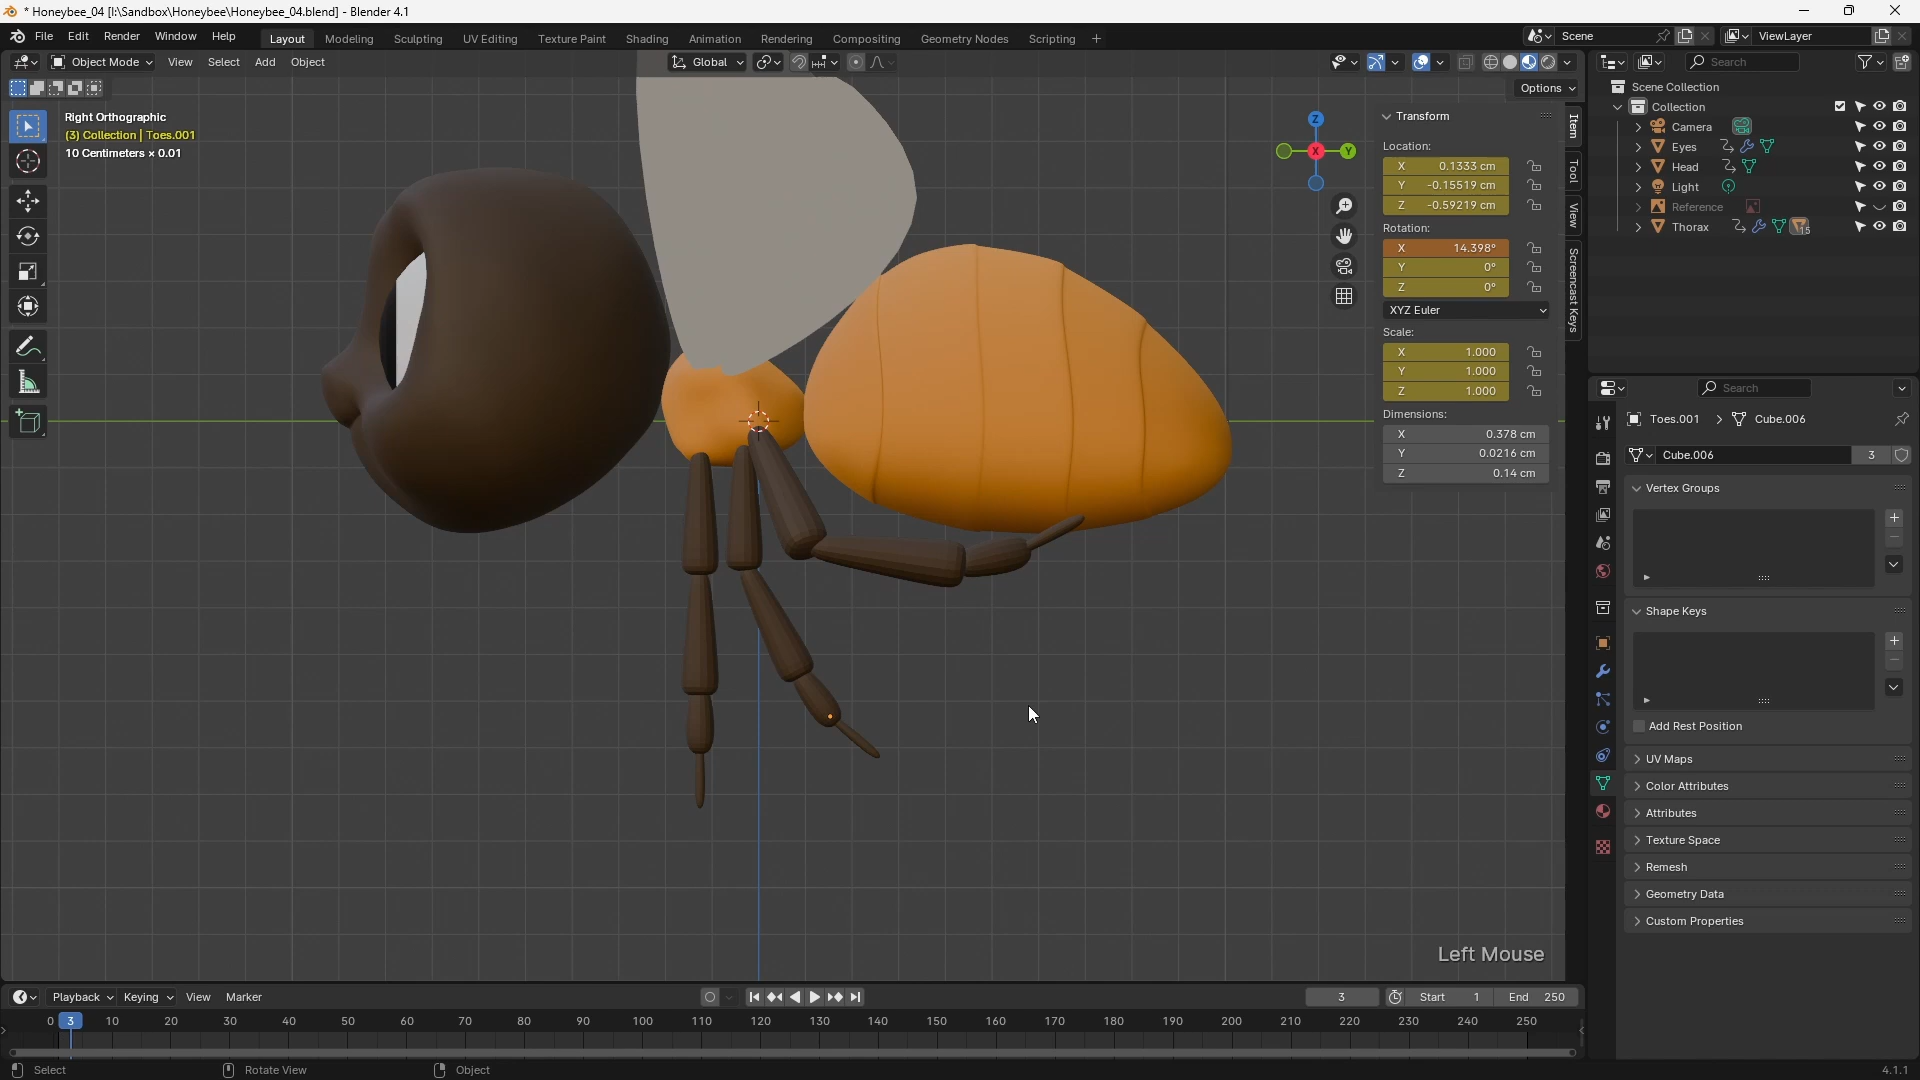 * Honeybee_04 [I:\Sandbox\Honeybee\Honeybee_04.blend] - Blender 4.1
File Edit Render Window Help
Layout Modeling Sculpting UV Editing Texture Paint Shading Animation Rendering Compositing Geometry Nodes Scripting +
Scene
ViewLayer
Object Mode View Select Add Object
Global
Options
Search
Right Orthographic
(3) Collection | Toes.001
10 Centimeters × 0.01
Z
X
Y
Transform
Location:
X 0.1333 cm
Y -0.15519 cm
Z -0.59219 cm
Rotation:
X 14.398°
Y 0°
Z 0°
XYZ Euler
Scale:
X 1.000
Y 1.000
Z 1.000
Dimensions:
X 0.378 cm
Y 0.0216 cm
Z 0.14 cm
Item
Tool
View
Screencast Keys
Scene Collection
Collection
Camera
Eyes
Head
Light
Reference
Thorax
15
Search
Toes.001 > Cube.006
Cube.006 3
Vertex Groups
Shape Keys
Add Rest Position
UV Maps
Color Attributes
Attributes
Texture Space
Remesh
Geometry Data
Custom Properties
Left Mouse
Playback Keying View Marker
3 Start 1 End 250
0 3 10 20 30 40 50 60 70 80 90 100 110 120 130 140 150 160 170 180 190 200 210 220 230 240 250
Select Rotate View Object
4.1.1